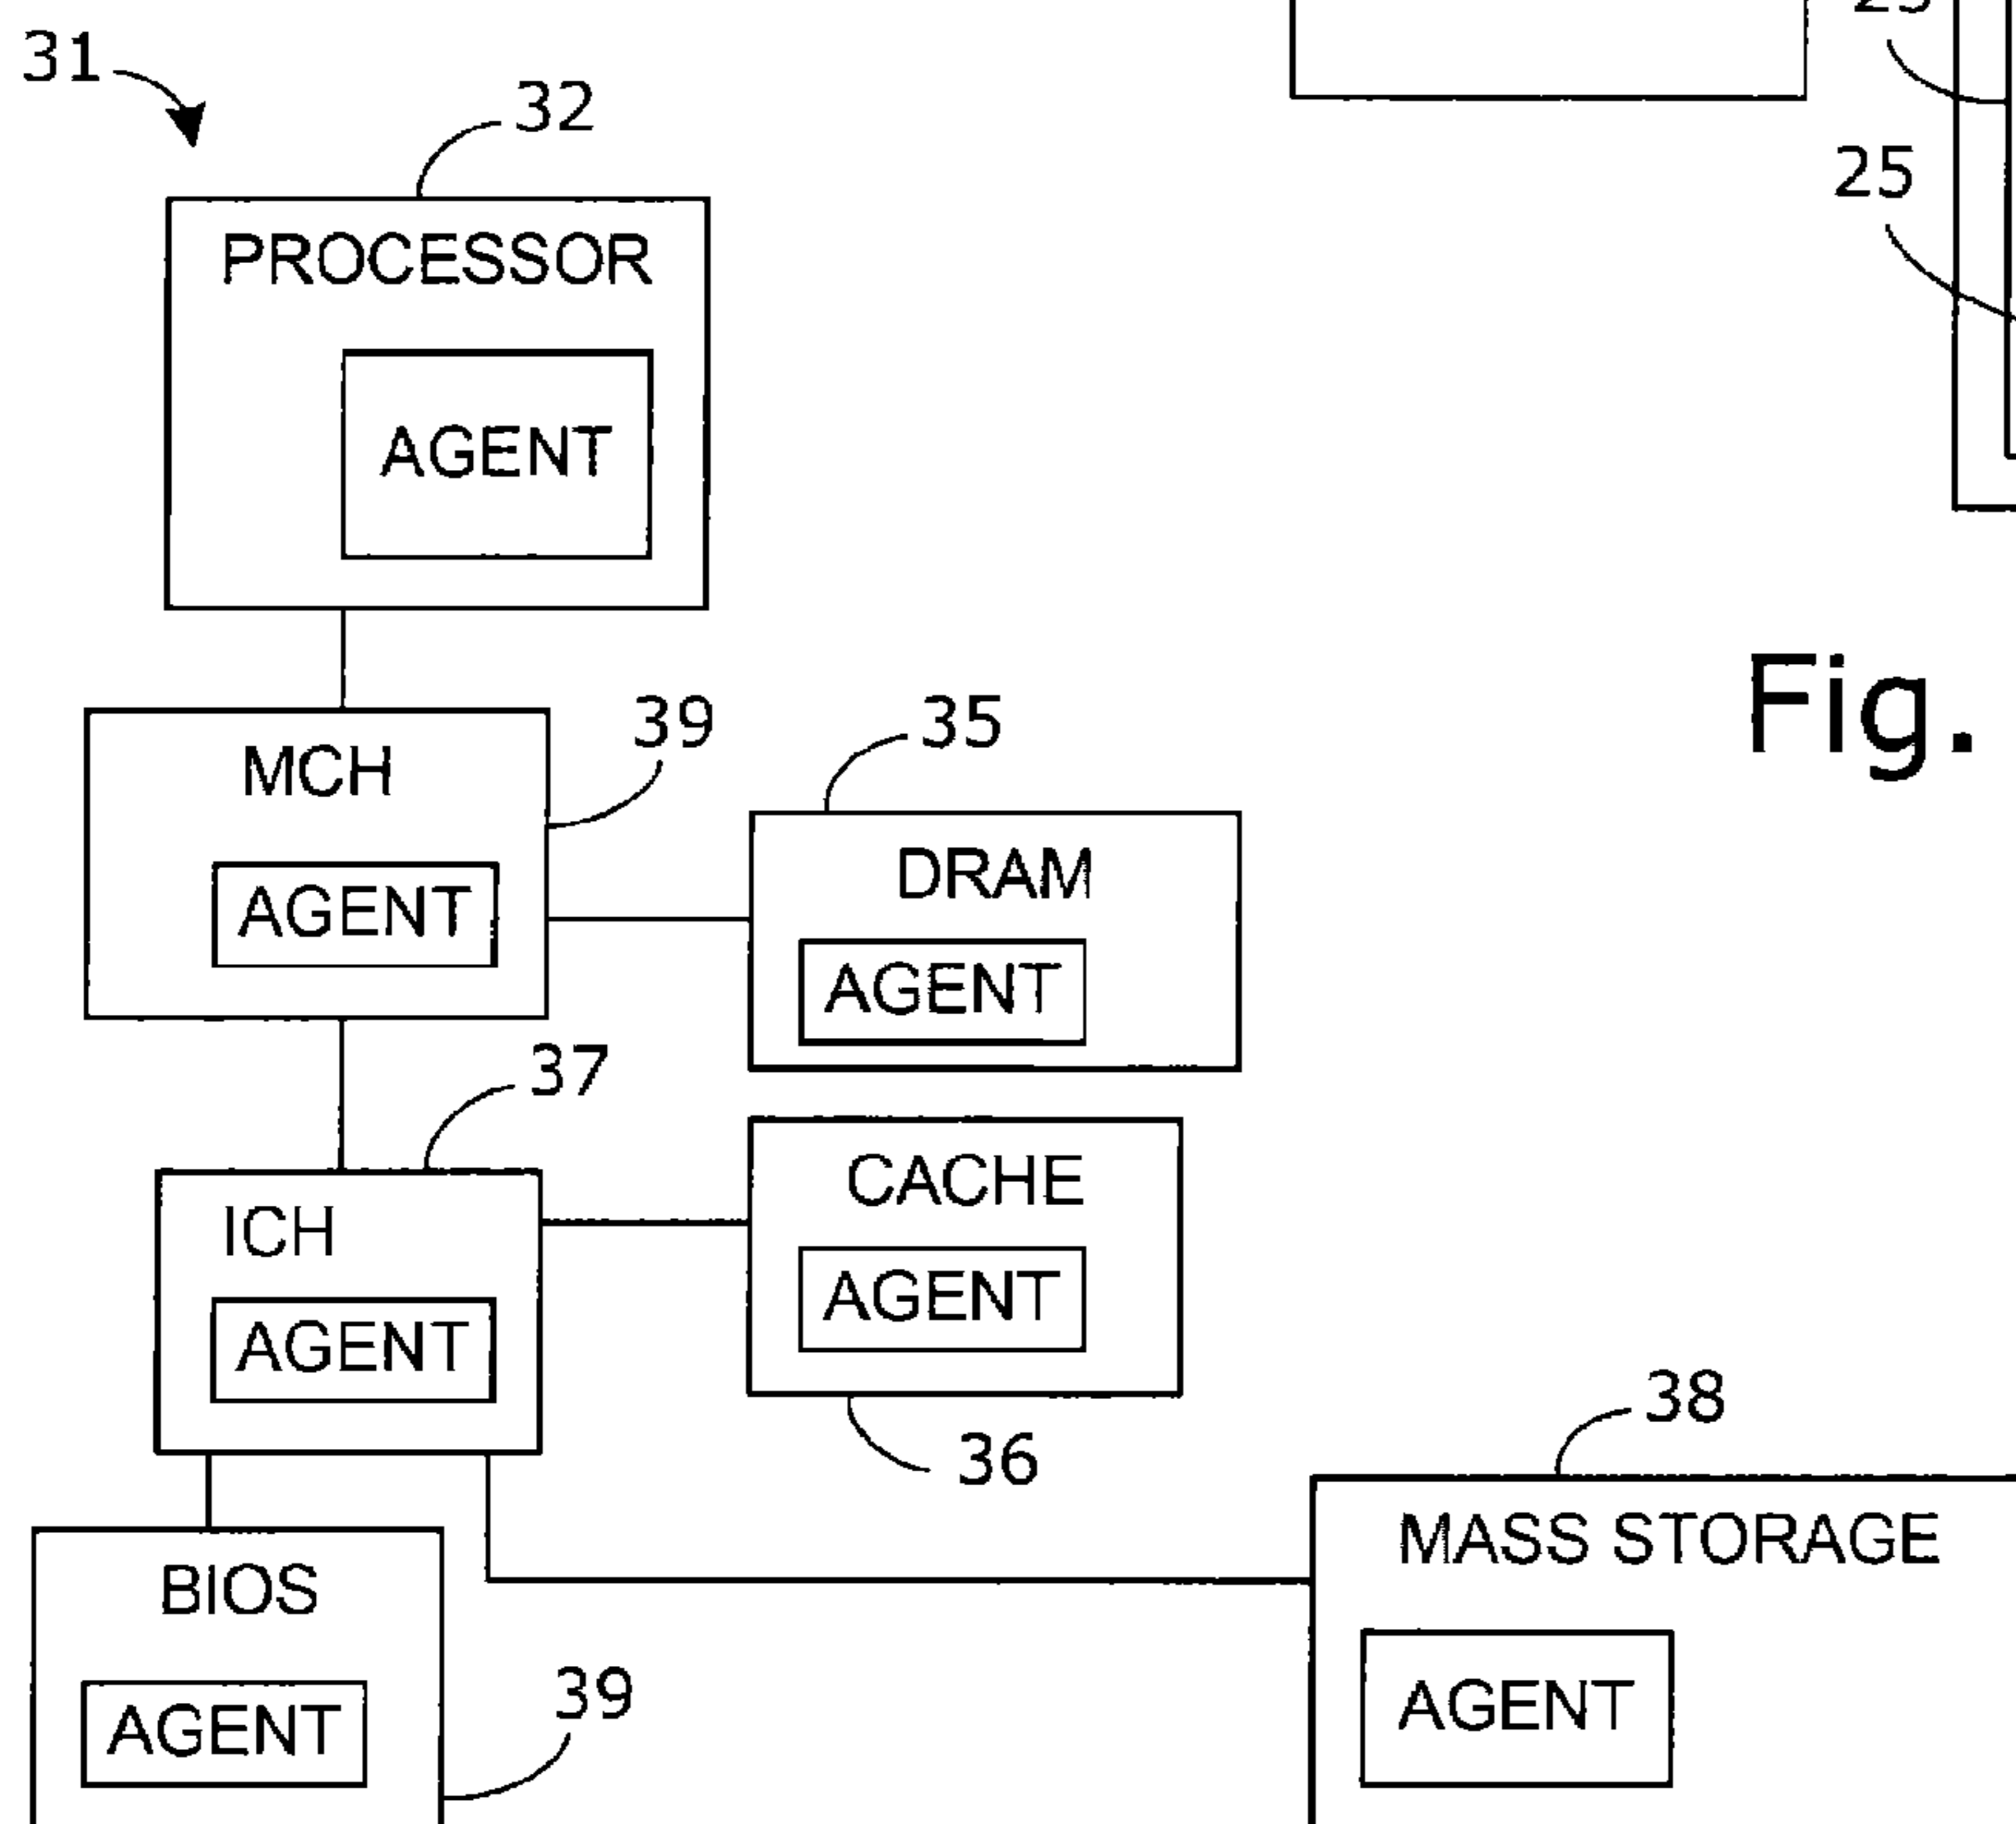 31
32
PROCESSOR
AGENT
25
Fig.
39
MCH
AGENT
35
DRAM
AGENT
37
ICH
AGENT
CACHE
AGENT
36
38
MASS STORAGE
AGENT
BIOS
AGENT
39